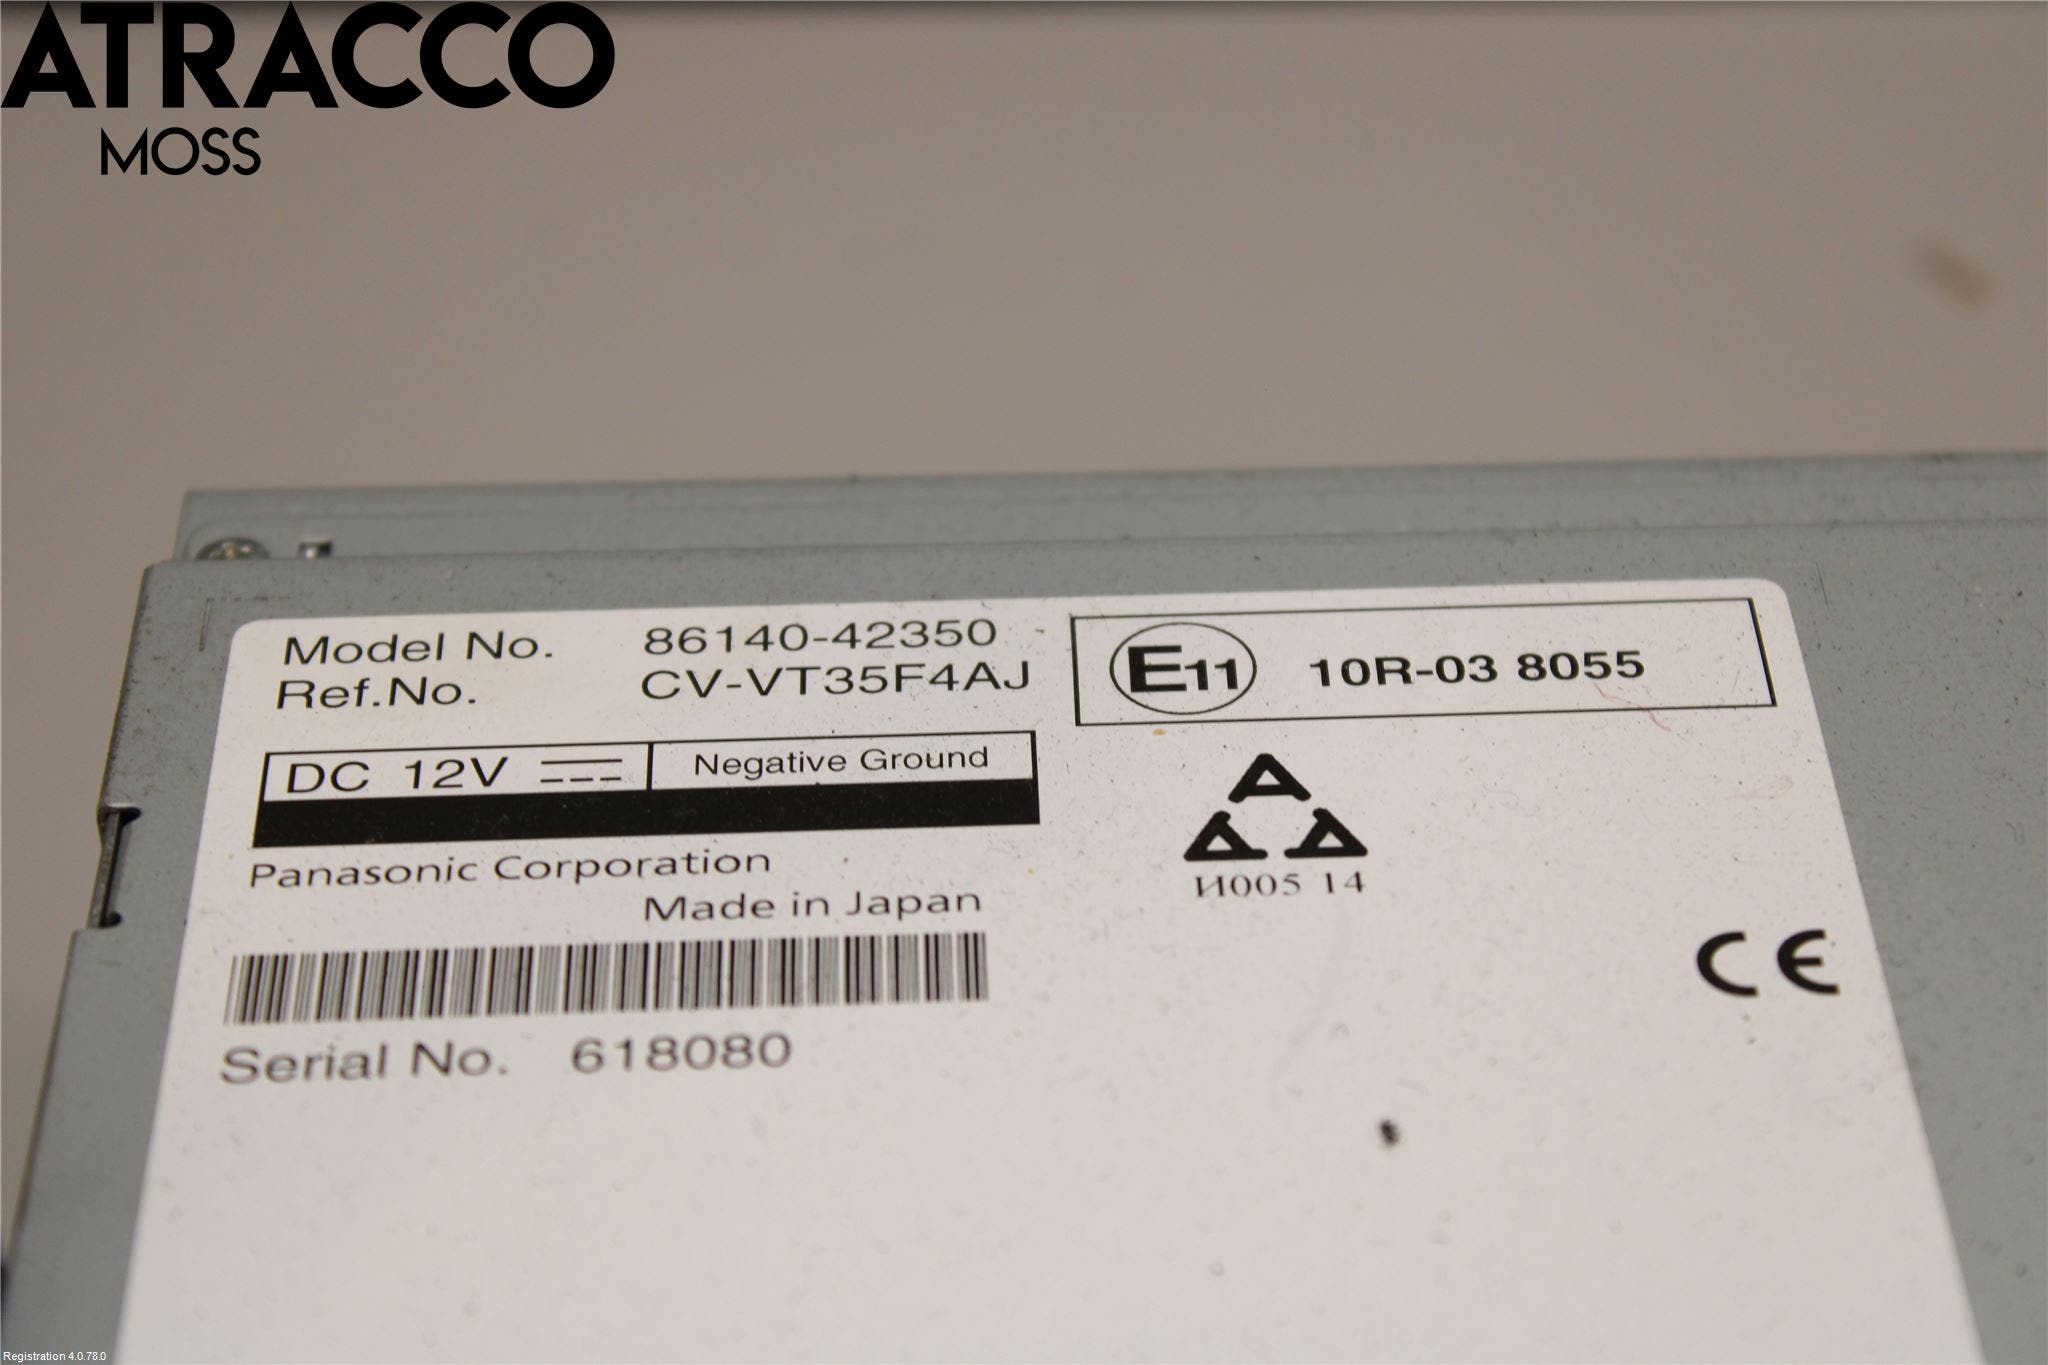 ATRACCO
MOSS
Model No. 86140-42350
Ref.No. CV-VT35F4AJ
E11 10R-03 8055
DC 12V Negative Ground
Panasonic Corporation
Made in Japan
И005 14
CE
Serial No. 618080
Registration 4.0.78.0